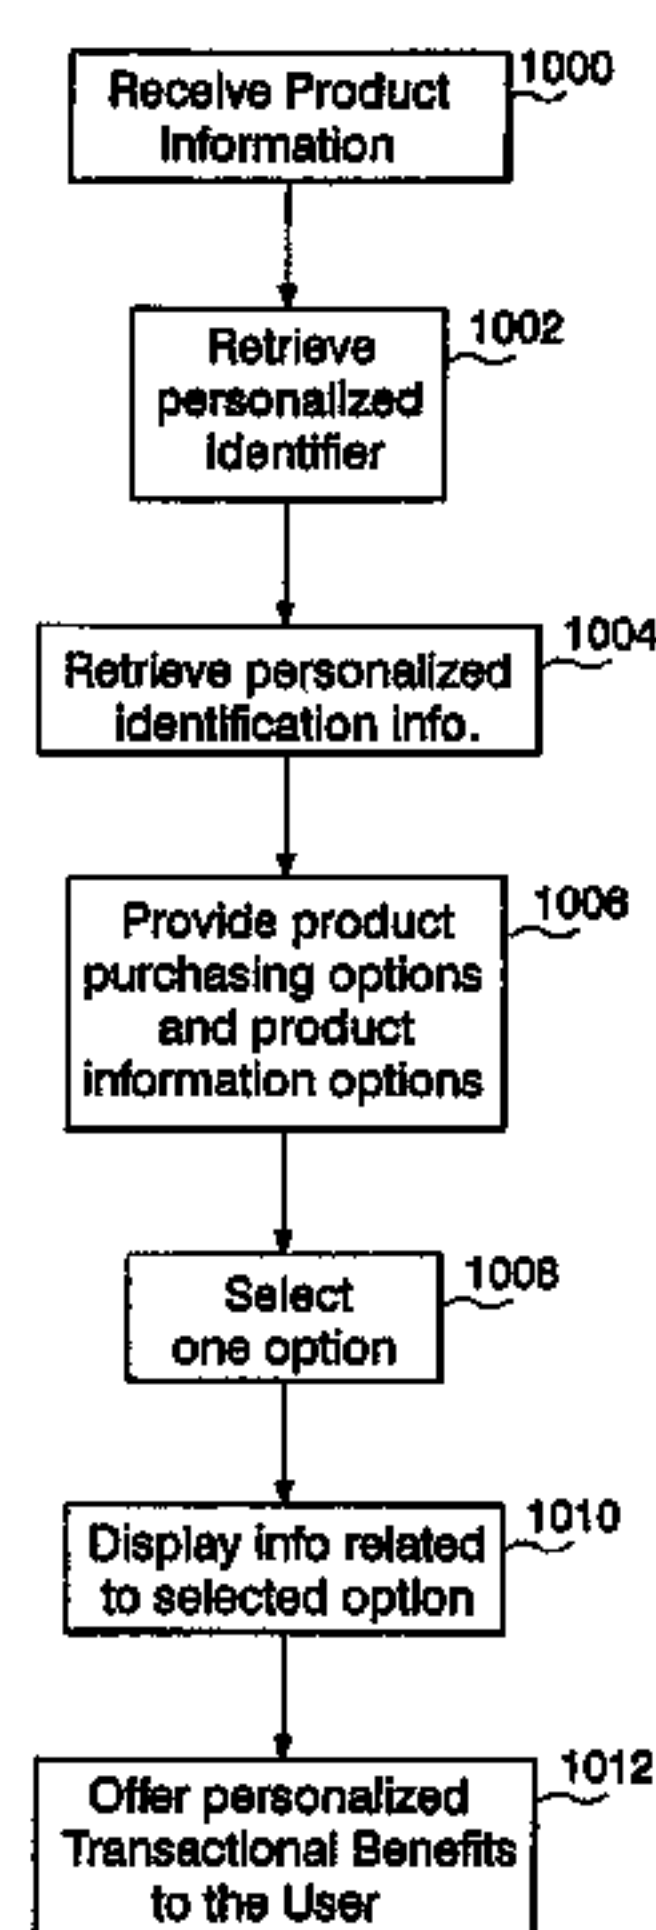 Receive Product
Information
1000
Retrieve
personalized
identifier
1002
Retrieve personalized
identification info.
1004
Provide product
purchasing options
and product
information options
1006
Select
one option
1008
Display info related
to selected option
1010
Offer personalized
Transactional Benefits
to the User
1012